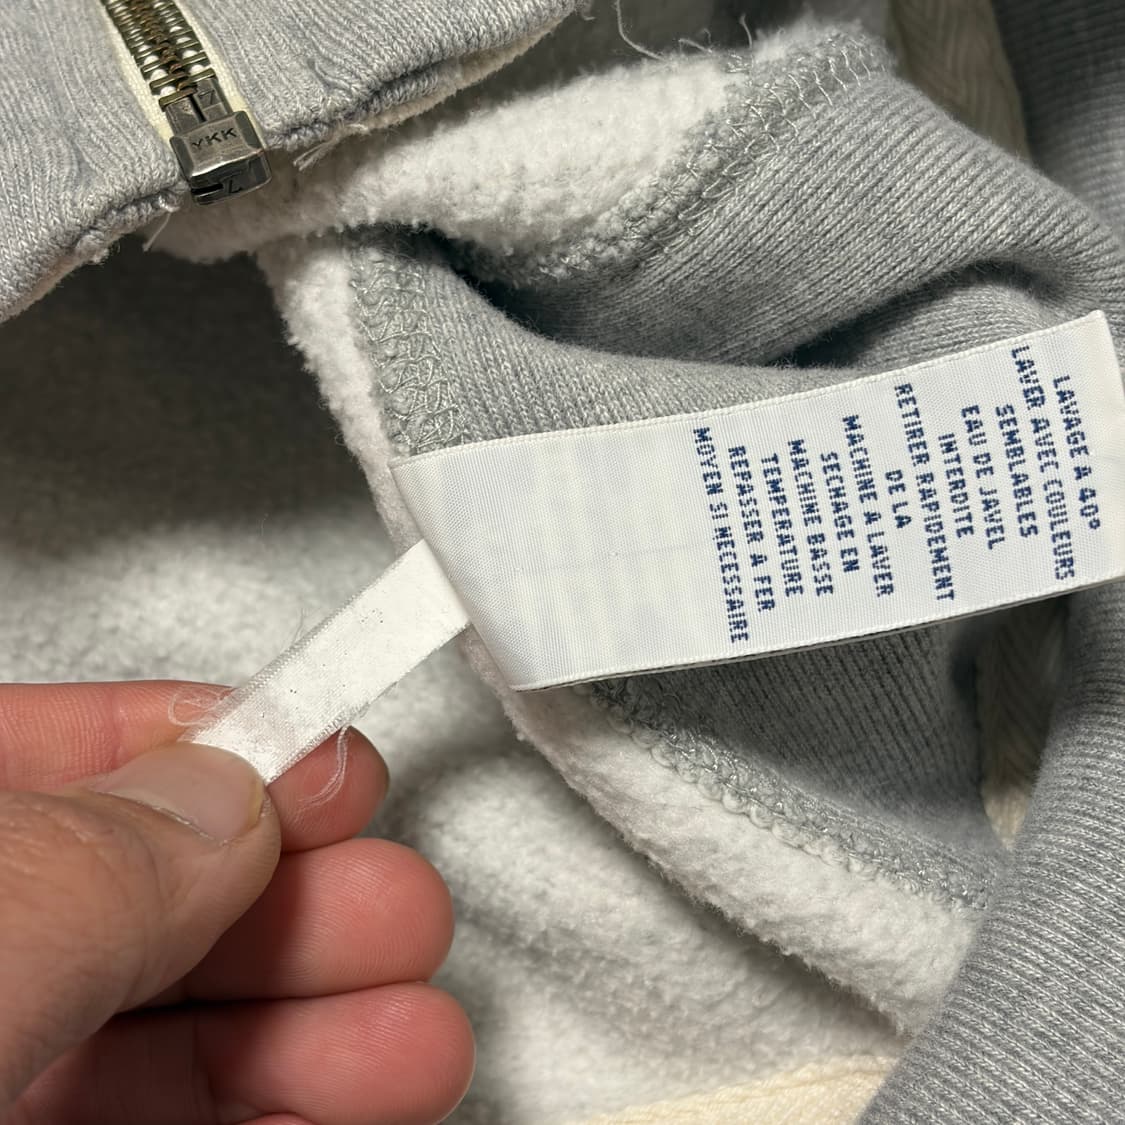 LAVAGE A 40°
LAVER AVEC COULEURS
SEMBLABLES
EAU DE JAVEL
INTERDITE
RETIRER RAPIDEMENT
DE LA
MACHINE A LAVER
SECHAGE EN
MACHINE BASSE
TEMPERATURE
REPASSER A FER
MOYEN SI NECESSAIRE
YKK